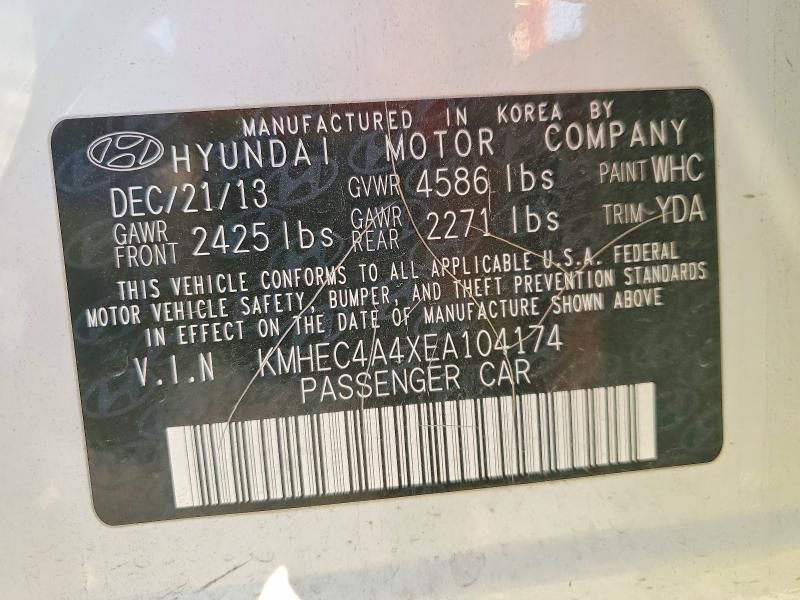 MANUFACTURED IN KOREA BY
HYUNDAI MOTOR COMPANY
DEC/21/13 GVWR 4586 lbs PAINT WHC
GAWR FRONT 2425 lbs GAWR REAR 2271 lbs TRIM YDA
THIS VEHICLE CONFORMS TO ALL APPLICABLE U.S.A. FEDERAL
MOTOR VEHICLE SAFETY, BUMPER, AND THEFT PREVENTION STANDARDS
IN EFFECT ON THE DATE OF MANUFACTURE SHOWN ABOVE
V.I.N KMHEC4A4XEA104174
PASSENGER CAR